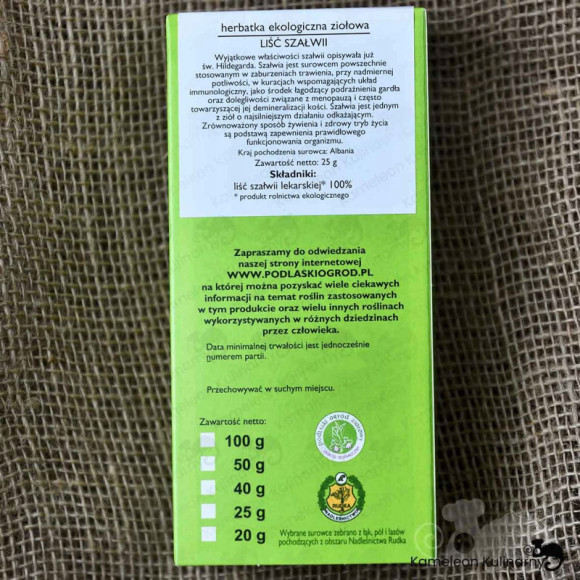 herbatka ekologiczna ziołowa
LIŚĆ SZAŁWII
Wyjątkowe właściwości szałwii opisywała już
św. Hildegarda. Szałwia jest surowcem powszechnie
stosowanym w zaburzeniach trawienia, przy nadmiernej
potliwości, w kuracjach wspomagających układ
immunologiczny, jako środek łagodzący podrażnienia gardła
oraz dolegliwości związane z menopauzą i często
towarzyszącej jej demineralizacji kości. Szałwia jest jednym
z ziół o najsilniejszym działaniu odkażającym.
Zrównoważony sposób żywienia i zdrowy tryb życia
są podstawą zapewnienia prawidłowego
funkcjonowania organizmu.
Kraj pochodzenia surowca: Albania
Zawartość netto: 25 g
Składniki:
liść szałwii lekarskiej* 100%
* produkt rolnictwa ekologicznego
Zapraszamy do odwiedzania
naszej strony internetowej
WWW.PODLASKIOGROD.PL
na której można pozyskać wiele ciekawych
informacji na temat roślin zastosowanych
w tym produkcie oraz wielu innych roślinach
wykorzystywanych w różnych dziedzinach
przez człowieka.
Data minimalnej trwałości jest jednocześnie
numerem partii.
Przechowywać w suchym miejscu.
Zawartość netto:
100 g
50 g
40 g
25 g
20 g
RUDKA
NADLEŚNICTWO
Wybrane surowce zebrano z łąk, pól i lasów
pochodzących z obszaru Nadleśnictwa Rudka
Kameleon Kulinarny